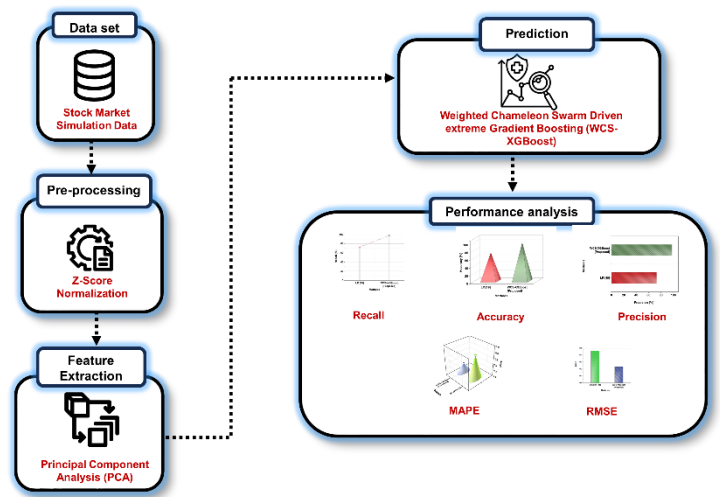 Data set
Stock Market
Simulation Data
Pre-processing
Z-Score
Normalization
Feature
Extraction
Principal Component
Analysis (PCA)
Prediction
Weighted Chameleon Swarm Driven
extreme Gradient Boosting (WCS-
XGBoost)
Performance analysis
Recall
Accuracy
Precision
MAPE
RMSE